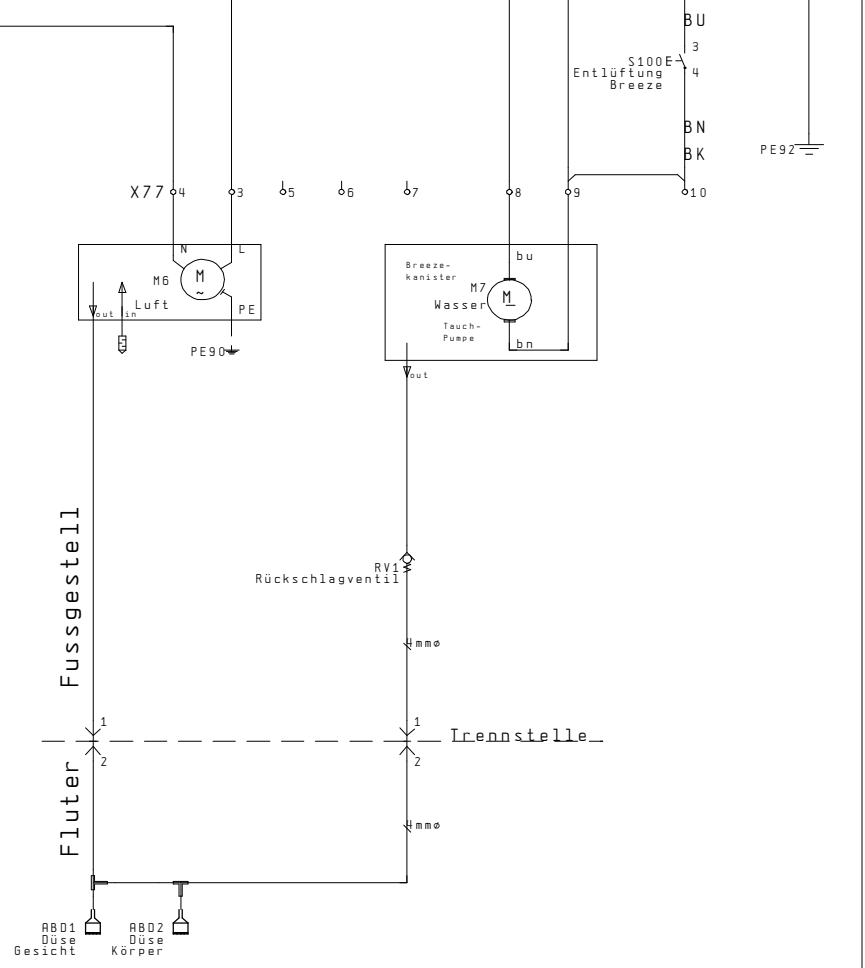 BU
3
S100
Entlüftung
Breeze
4
BN
BK
PE92
X77 4 3 5 6 7 8 9 10
N L
M6
M
~
Luft
PE
out in
PE90
Breeze-
kanister
bu
M7
M
Wasser
Tauch-
Pumpe
bn
out
Fussgestell
RV1
Rückschlagventil
4mmø
1 1
Trennstelle
2 2
Fluter
4mmø
ABD1
Düse
Gesicht
ABD2
Düse
Körper